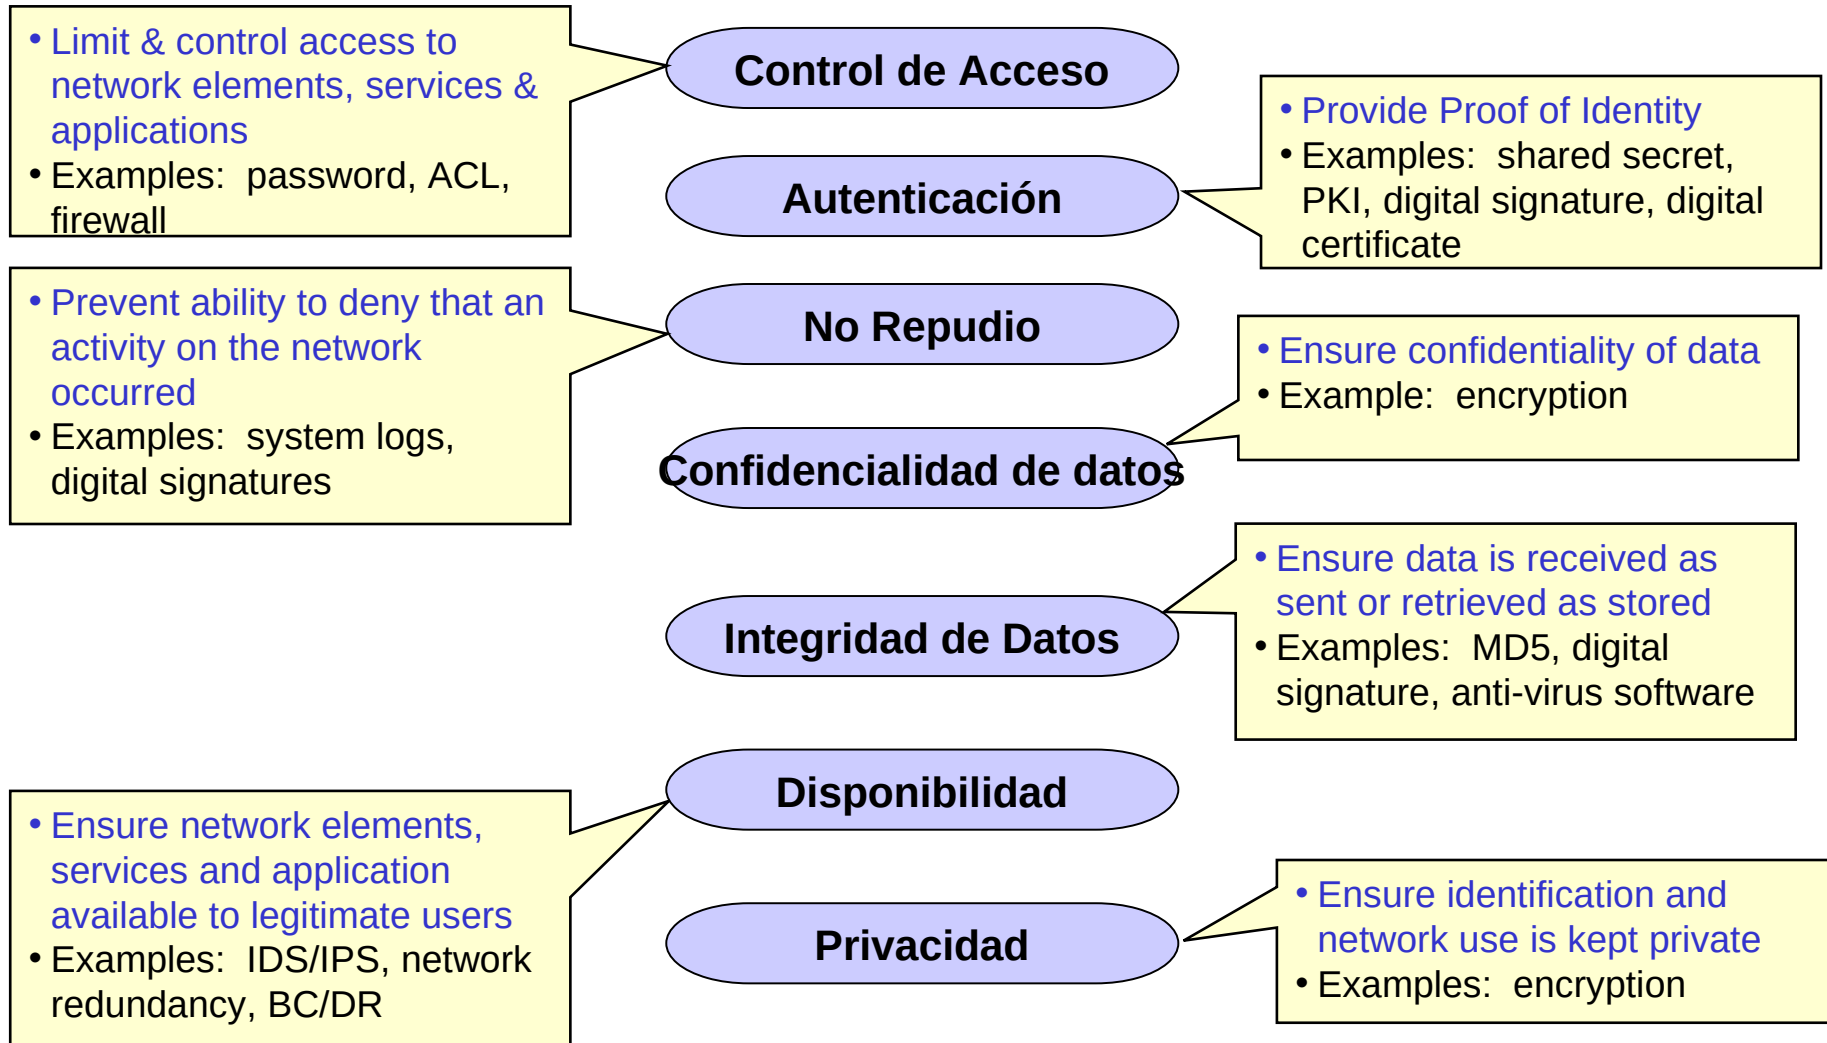 • Limit & control access to
network elements, services &
applications
• Examples:  password, ACL,
firewall
Control de Acceso
• Provide Proof of Identity
• Examples:  shared secret,
PKI, digital signature, digital
certificate
Autenticación
• Prevent ability to deny that an
activity on the network
occurred
• Examples:  system logs,
digital signatures
No Repudio
• Ensure confidentiality of data
• Example:  encryption
Confidencialidad de datos
• Ensure data is received as
sent or retrieved as stored
• Examples:  MD5, digital
signature, anti-virus software
Integridad de Datos
Disponibilidad
• Ensure network elements,
services and application
available to legitimate users
• Examples:  IDS/IPS, network
redundancy, BC/DR
Privacidad
• Ensure identification and
network use is kept private
• Examples:  encryption